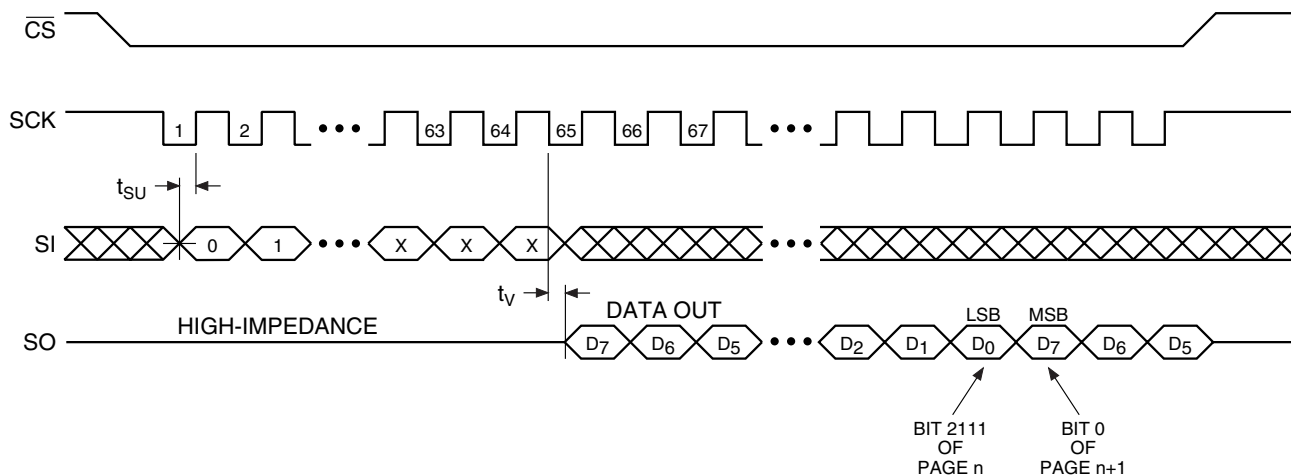 CS
SCK 1 2 ••• 63 64 65 66 67 •••
tSU
SI 0 1 ••• X X X •••
tV
HIGH-IMPEDANCE DATA OUT LSB MSB
SO D7 D6 D5 ••• D2 D1 D0 D7 D6 D5
BIT 2111 BIT 0
OF OF
PAGE n PAGE n+1